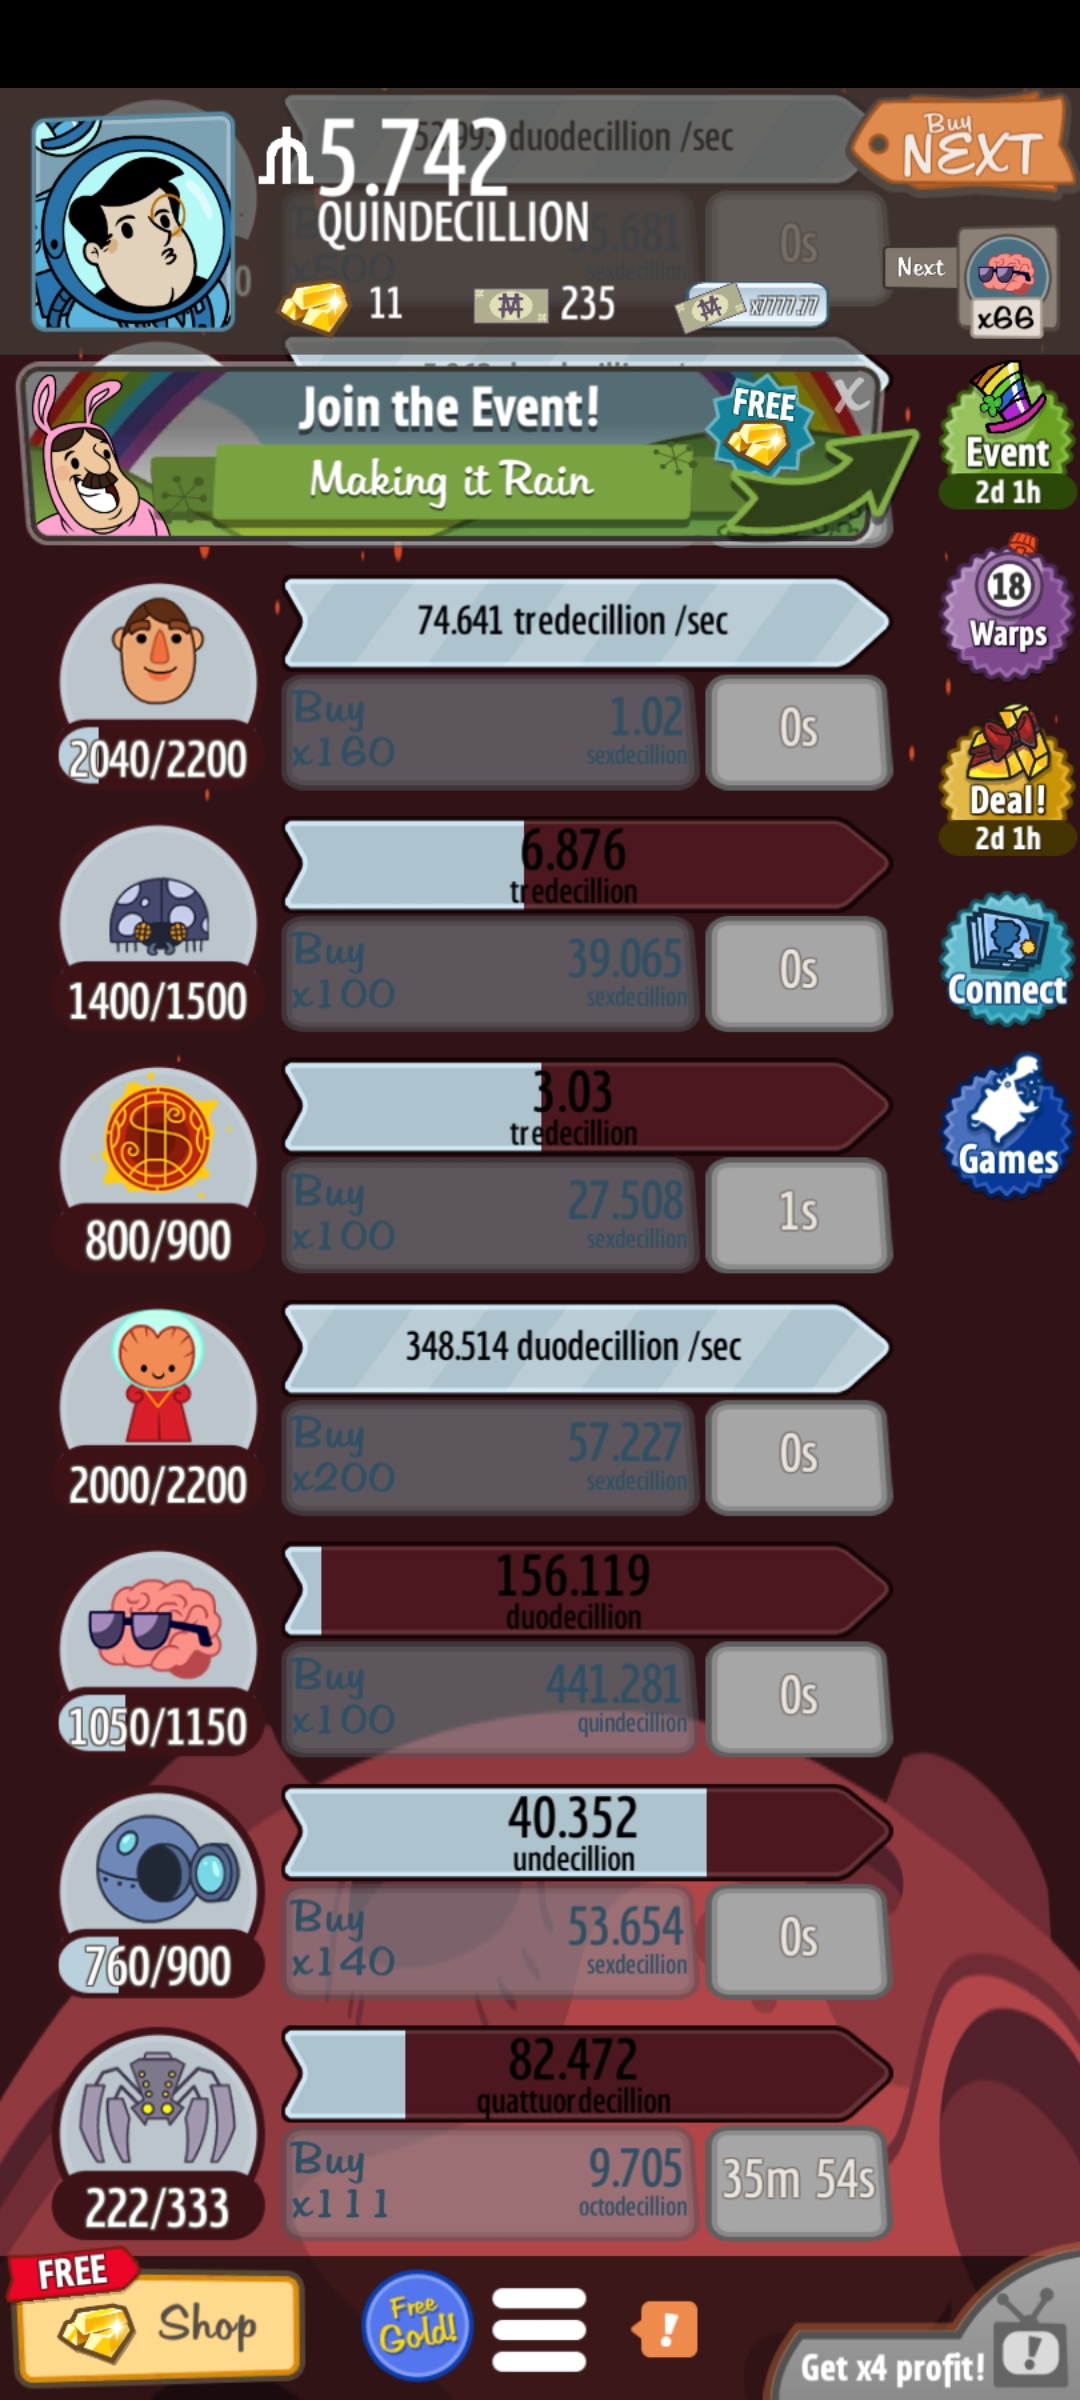 duodecillion /sec
5.742
QUINDECILLION
Buy
NEXT
x500
5.681
sexdecillion
0s
Next
11
235
x7777.77
x66
Join the Event!
FREE
X
Making it Rain
Event
2d 1h
74.641 tredecillion /sec
18
Warps
Buy
x160
1.02
sexdecillion
0s
2040/2200
Deal!
2d 1h
6.876
tredecillion
Buy
x100
39.065
sexdecillion
0s
1400/1500
Connect
3.03
tredecillion
Games
Buy
x100
27.508
sexdecillion
1s
800/900
348.514 duodecillion /sec
Buy
x200
57.227
sexdecillion
0s
2000/2200
156.119
duodecillion
Buy
x100
441.281
quindecillion
0s
1050/1150
40.352
undecillion
Buy
x140
53.654
sexdecillion
0s
760/900
82.472
quattuordecillion
Buy
x111
9.705
octodecillion
35m 54s
222/333
FREE
Shop
Free
Gold!
!
Get x4 profit!
!